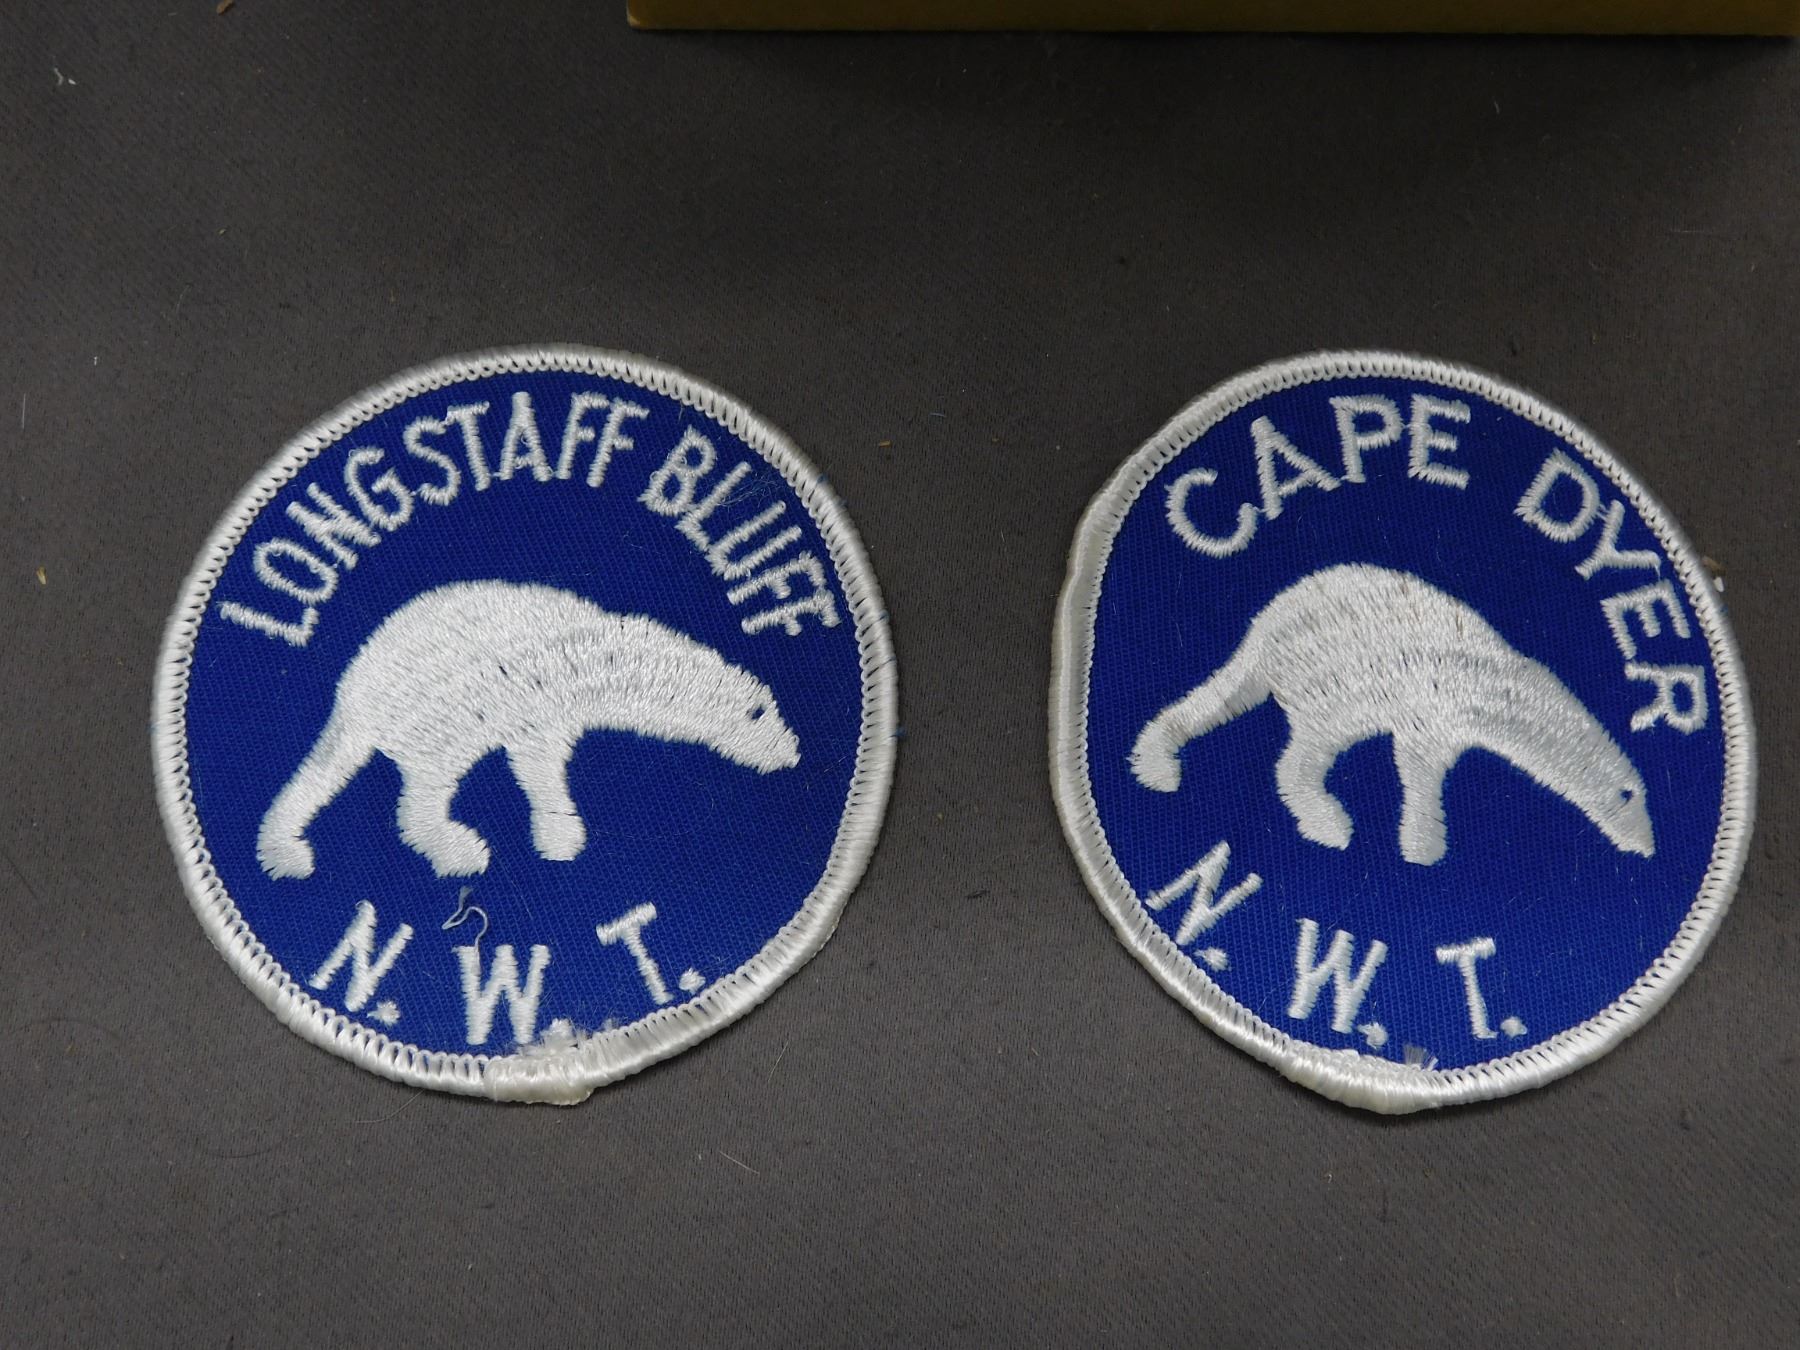 LONGSTAFF BLUFF
N.W.T.
CAPE DYER
N.W.T.